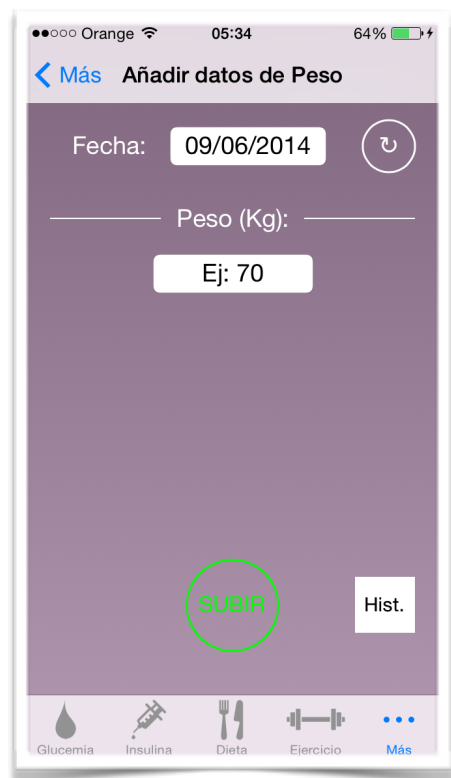 Orange 05:34 64%
Más Añadir datos de Peso
Fecha: 09/06/2014
Peso (Kg):
Ej: 70
SUBIR
Hist.
Glucemia Insulina Dieta Ejercicio Más